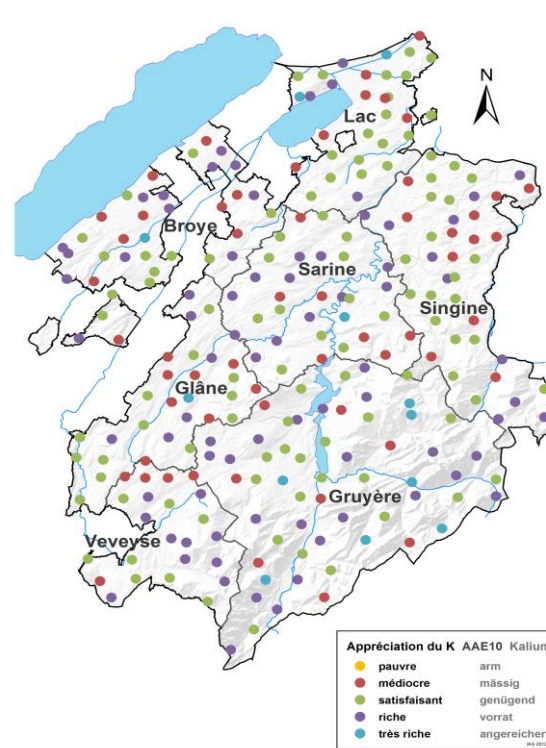 N
Lac
Broye
Sarine
Singine
Glâne
Gruyère
Veveyse
Appréciation du K AAE10 Kalium
pauvre arm
médiocre mässig
satisfaisant genügend
riche vorrat
très riche angereicher